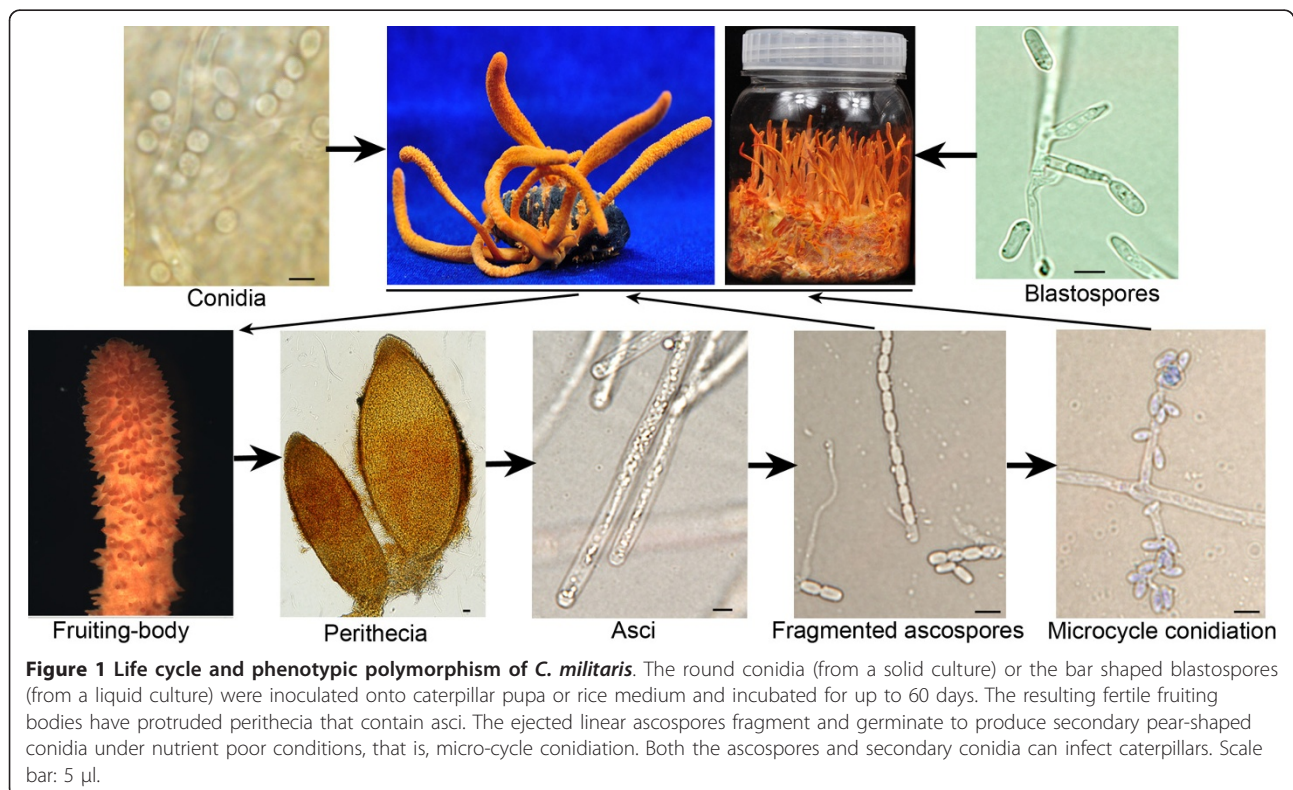 Conidia
Blastospores
Fruiting-body
Perithecia
Asci
Fragmented ascospores
Microcycle conidiation
Figure 1 Life cycle and phenotypic polymorphism of C. militaris. The round conidia (from a solid culture) or the bar shaped blastospores
(from a liquid culture) were inoculated onto caterpillar pupa or rice medium and incubated for up to 60 days. The resulting fertile fruiting
bodies have protruded perithecia that contain asci. The ejected linear ascospores fragment and germinate to produce secondary pear-shaped
conidia under nutrient poor conditions, that is, micro-cycle conidiation. Both the ascospores and secondary conidia can infect caterpillars. Scale
bar: 5 μl.